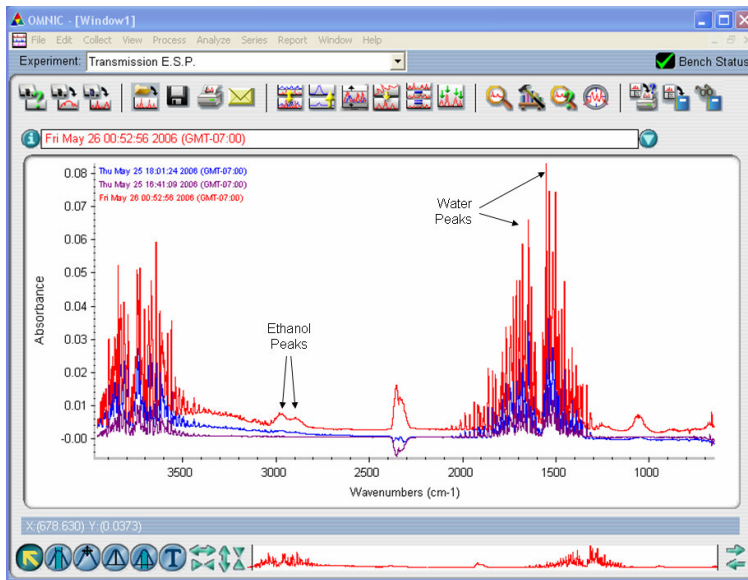 OMNIC - [Window1]
File Edit Collect View Process Analyze Series Report Window Help
Experiment: Transmission E.S.P. Bench Status
Fri May 26 00:52:56 2006 (GMT-07:00)
Thu May 25 18:01:24 2006 (GMT-07:00)
Thu May 25 16:41:09 2006 (GMT-07:00)
Fri May 26 00:52:56 2006 (GMT-07:00)
Water
Peaks
Ethanol
Peaks
Absorbance
0.08
0.07
0.06
0.05
0.04
0.03
0.02
0.01
-0.00
3500 3000 2500 2000 1500 1000
Wavenumbers (cm-1)
X:(678.630) Y:(0.0373)
T